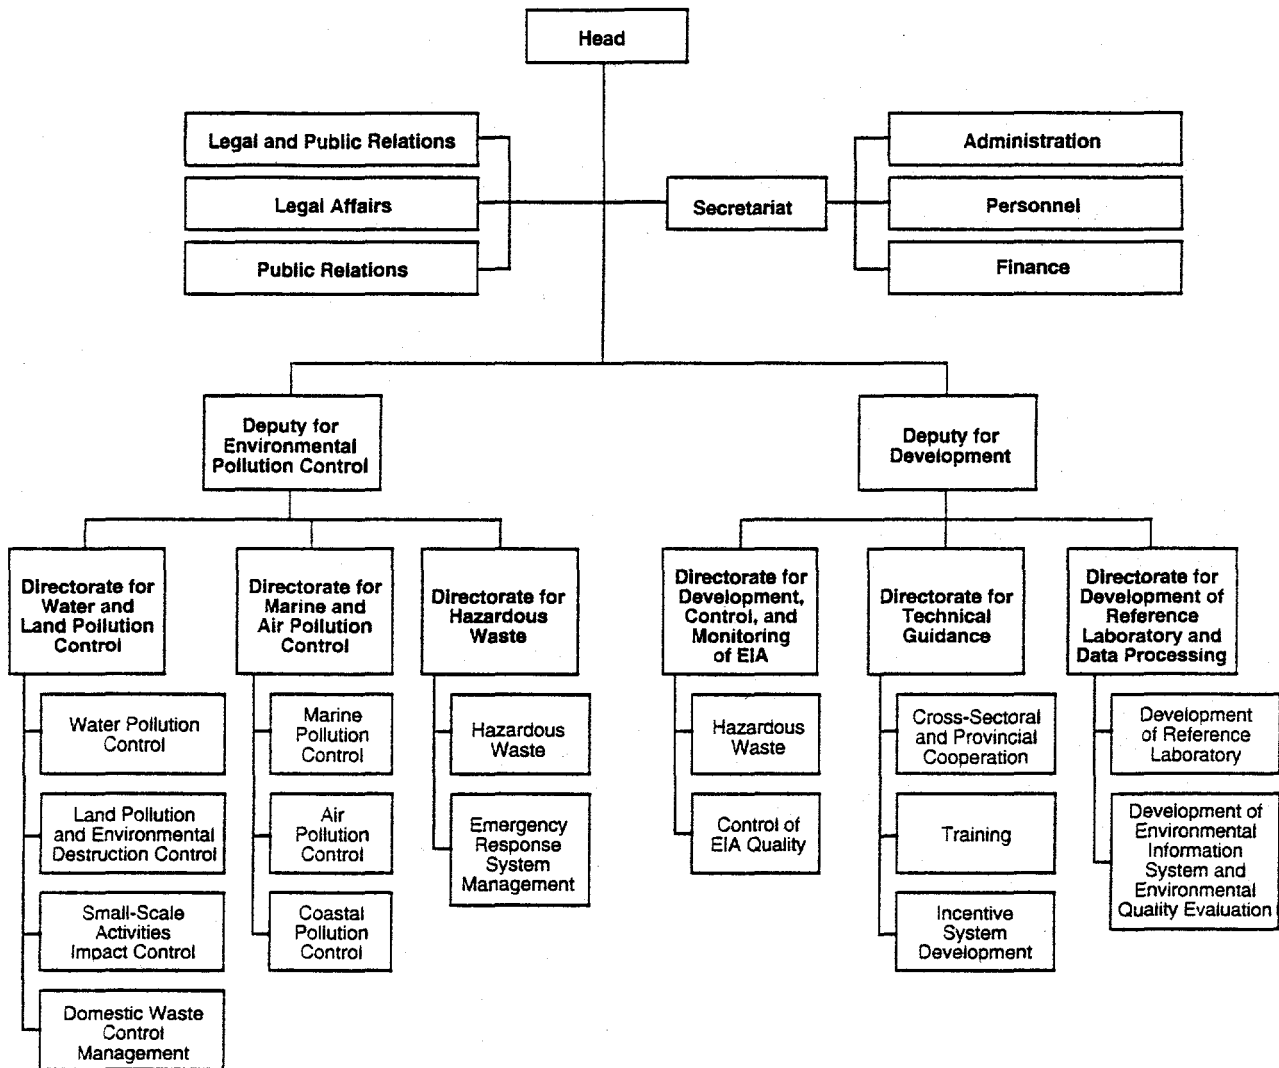 Head
Legal and Public Relations
Legal Affairs
Public Relations
Secretariat
Administration
Personnel
Finance
Deputy for
Environmental
Pollution Control
Deputy for
Development
Directorate for
Water and
Land Pollution
Control
Directorate for
Marine and
Air Pollution
Control
Directorate for
Hazardous
Waste
Directorate for
Development,
Control, and
Monitoring
of EIA
Directorate for
Technical
Guidance
Directorate for
Development of
Reference
Laboratory and
Data Processing
Water Pollution
Control
Land Pollution
and Environmental
Destruction Control
Small-Scale
Activities
Impact Control
Domestic Waste
Control
Management
Marine
Pollution
Control
Air
Pollution
Control
Coastal
Pollution
Control
Hazardous
Waste
Emergency
Response
System
Management
Hazardous
Waste
Control of
EIA Quality
Cross-Sectoral
and Provincial
Cooperation
Training
Incentive
System
Development
Development
of Reference
Laboratory
Development of
Environmental
Information
System and
Environmental
Quality Evaluation